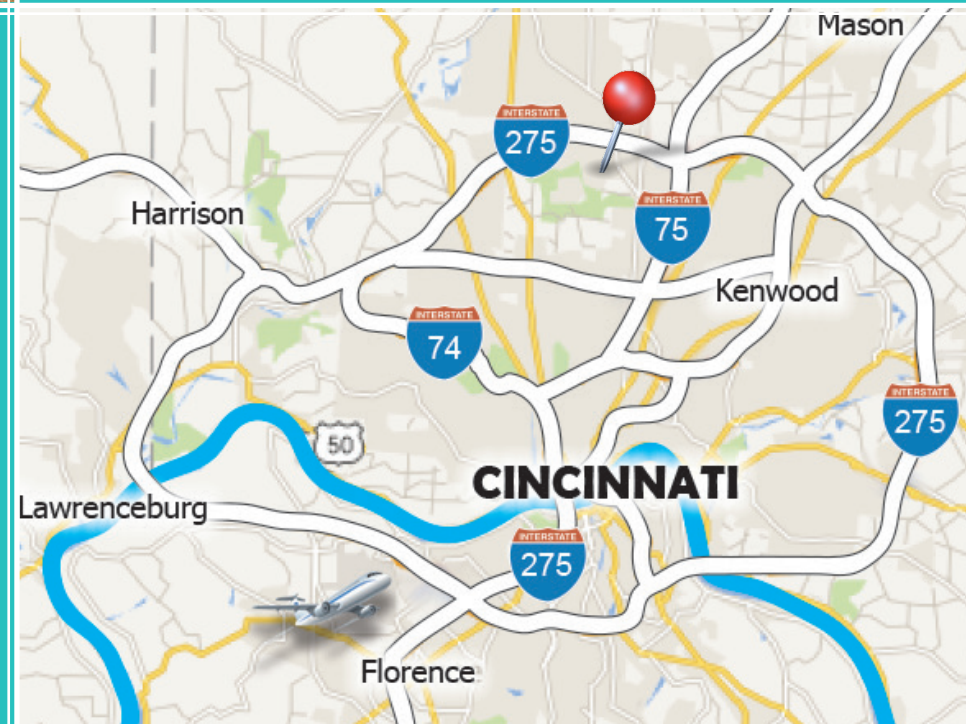 Mason
INTERSTATE
275
INTERSTATE
75
Harrison
Kenwood
INTERSTATE
74
INTERSTATE
275
50
CINCINNATI
Lawrenceburg
INTERSTATE
275
Florence